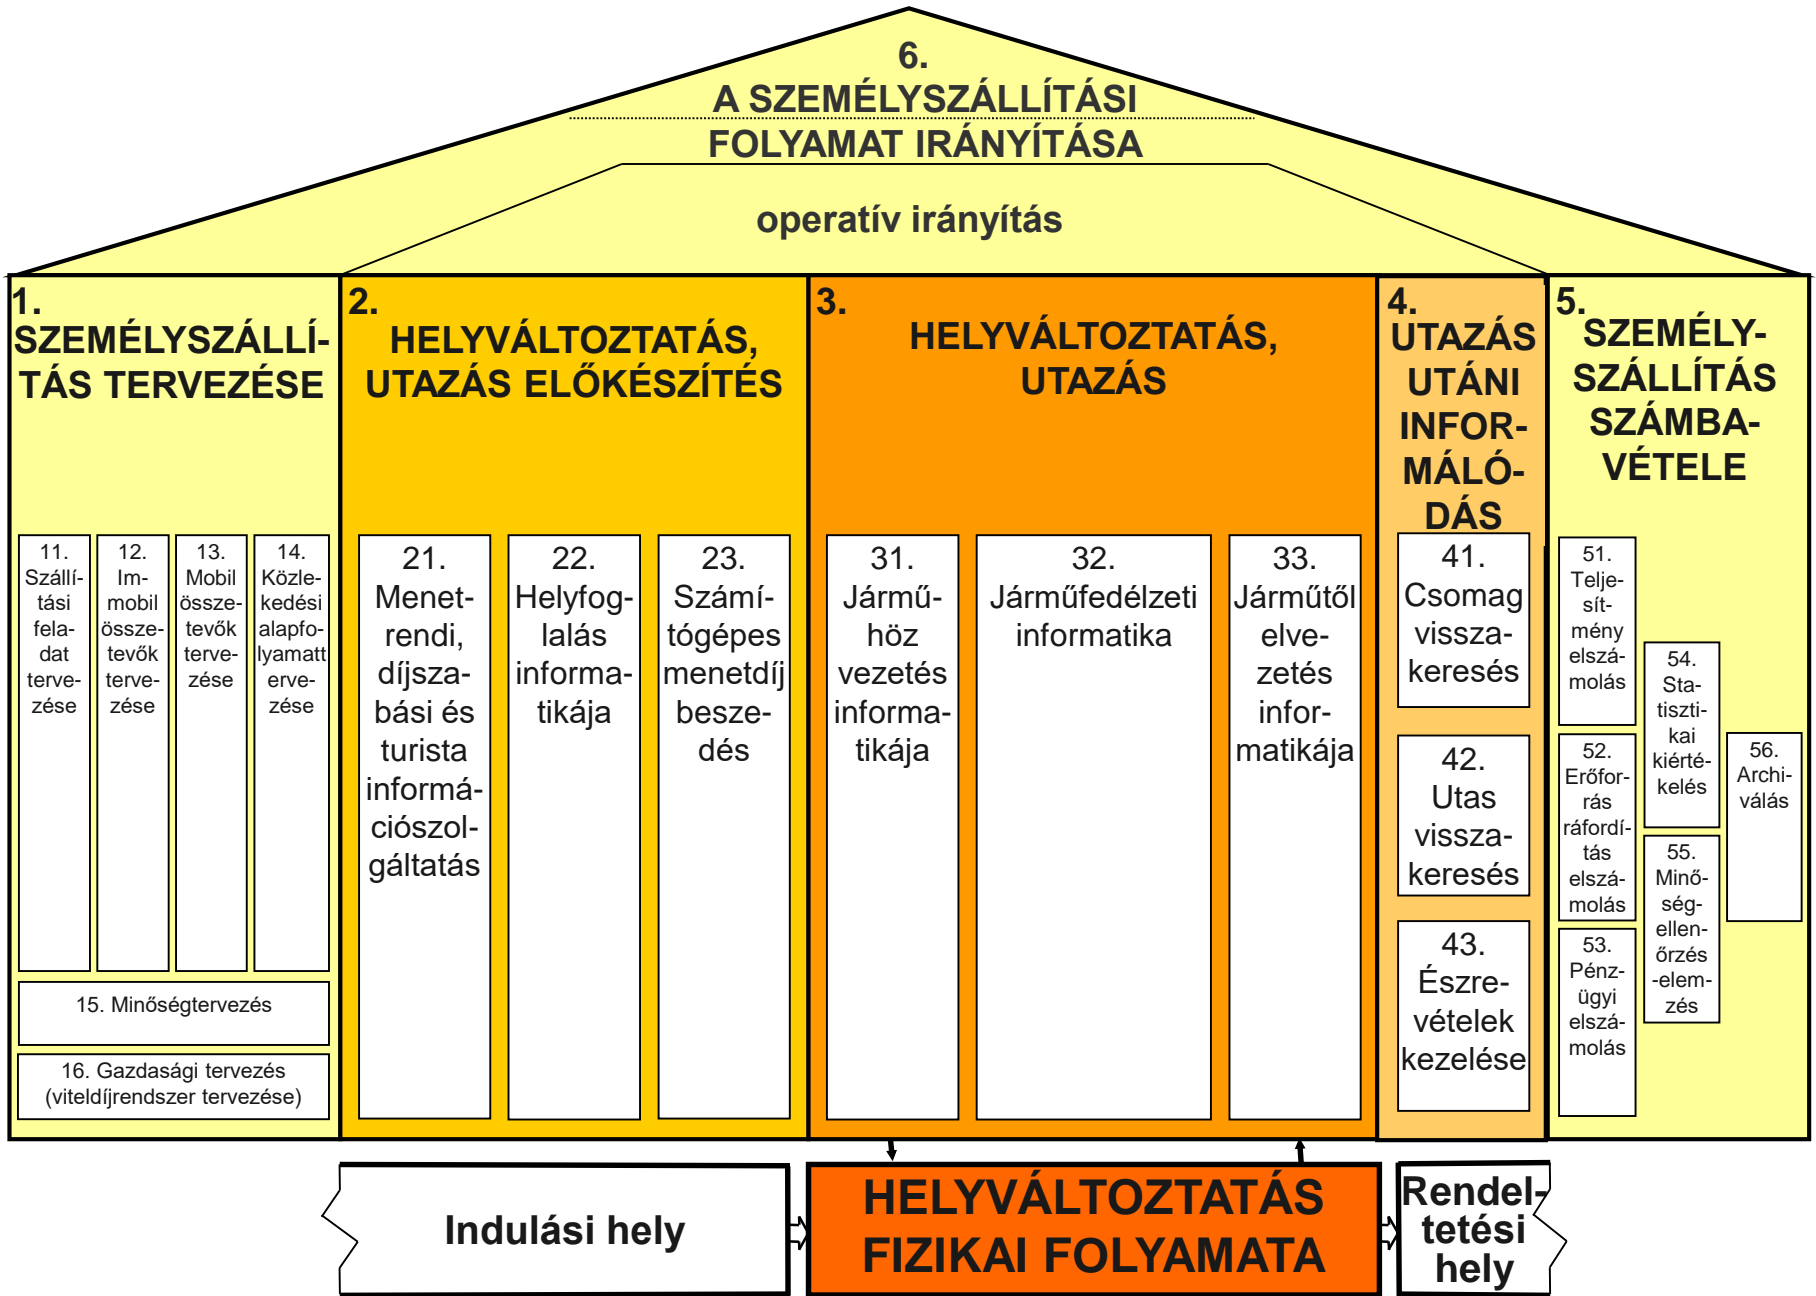 6.
A SZEMÉLYSZÁLLÍTÁSI
FOLYAMAT IRÁNYÍTÁSA
operatív irányítás
1.
SZEMÉLYSZÁLLÍ-
TÁS TERVEZÉSE
11.
Szállí-
tási
fela-
dat
terve-
zése
12.
Im-
mobil
össze-
tevők
terve-
zése
13.
Mobil
össze-
tevők
terve-
zése
14.
Közle-
kedési
alapfo-
lyamatt
erve-
zése
15. Minőségtervezés
16. Gazdasági tervezés
(viteldíjrendszer tervezése)
2.
HELYVÁLTOZTATÁS,
UTAZÁS ELŐKÉSZÍTÉS
21.
Menet-
rendi,
díjsza-
bási és
turista
informá-
ciószol-
gáltatás
22.
Helyfog-
lalás
informa-
tikája
23.
Számí-
tógépes
menetdíj
besze-
dés
3.
HELYVÁLTOZTATÁS,
UTAZÁS
31.
Jármű-
höz
vezetés
informa-
tikája
32.
Járműfedélzeti
informatika
33.
Járműtől
elve-
zetés
infor-
matikája
4.
UTAZÁS
UTÁNI
INFOR-
MÁLÓ-
DÁS
41.
Csomag
vissza-
keresés
42.
Utas
vissza-
keresés
43.
Észre-
vételek
kezelése
5.
SZEMÉLY-
SZÁLLÍTÁS
SZÁMBA-
VÉTELE
51.
Telje-
sít-
mény
elszá-
molás
52.
Erőfor-
rás
ráfordí-
tás
elszá-
molás
53.
Pénz-
ügyi
elszá-
molás
54.
Sta-
tiszti-
kai
kiérté-
kelés
55.
Minő-
ség-
ellen-
őrzés
-elem-
zés
56.
Archi-
válás
Indulási hely
HELYVÁLTOZTATÁS
FIZIKAI FOLYAMATA
Rendel-
tetési
hely